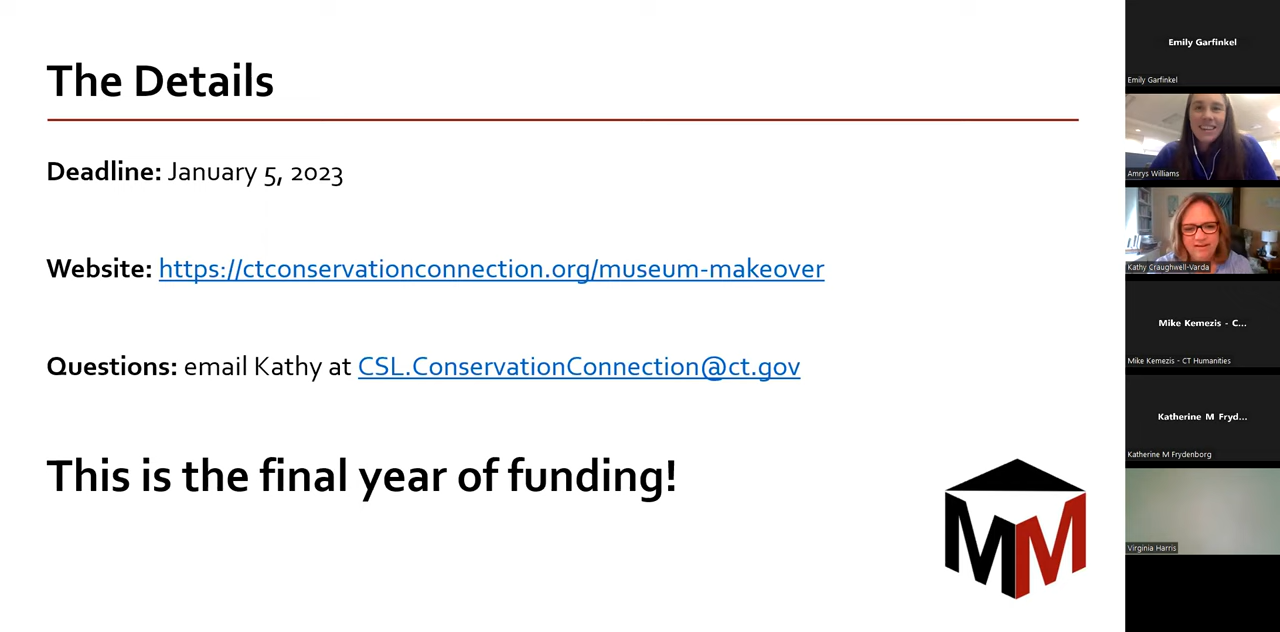 The Details
Deadline: January 5, 2023
Website: https://ctconservationconnection.org/museum-makeover
Questions: email Kathy at CSL.ConservationConnection@ct.gov
This is the final year of funding!
MM
Emily Garfinkel
Emily Garfinkel
Amrys Williams
Kathy Craughwell-Varda
Mike Kemezis - C...
Mike Kemezis - CT Humanities
Katherine M Fryd...
Katherine M Frydenborg
Virginia Harris